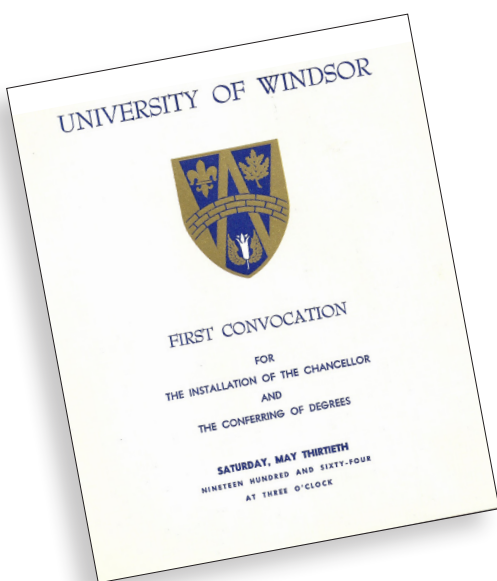 UNIVERSITY OF WINDSOR
FIRST CONVOCATION
FOR
THE INSTALLATION OF THE CHANCELLOR
AND
THE CONFERRING OF DEGREES
SATURDAY, MAY THIRTIETH
NINETEEN HUNDRED AND SIXTY-FOUR
AT THREE O'CLOCK